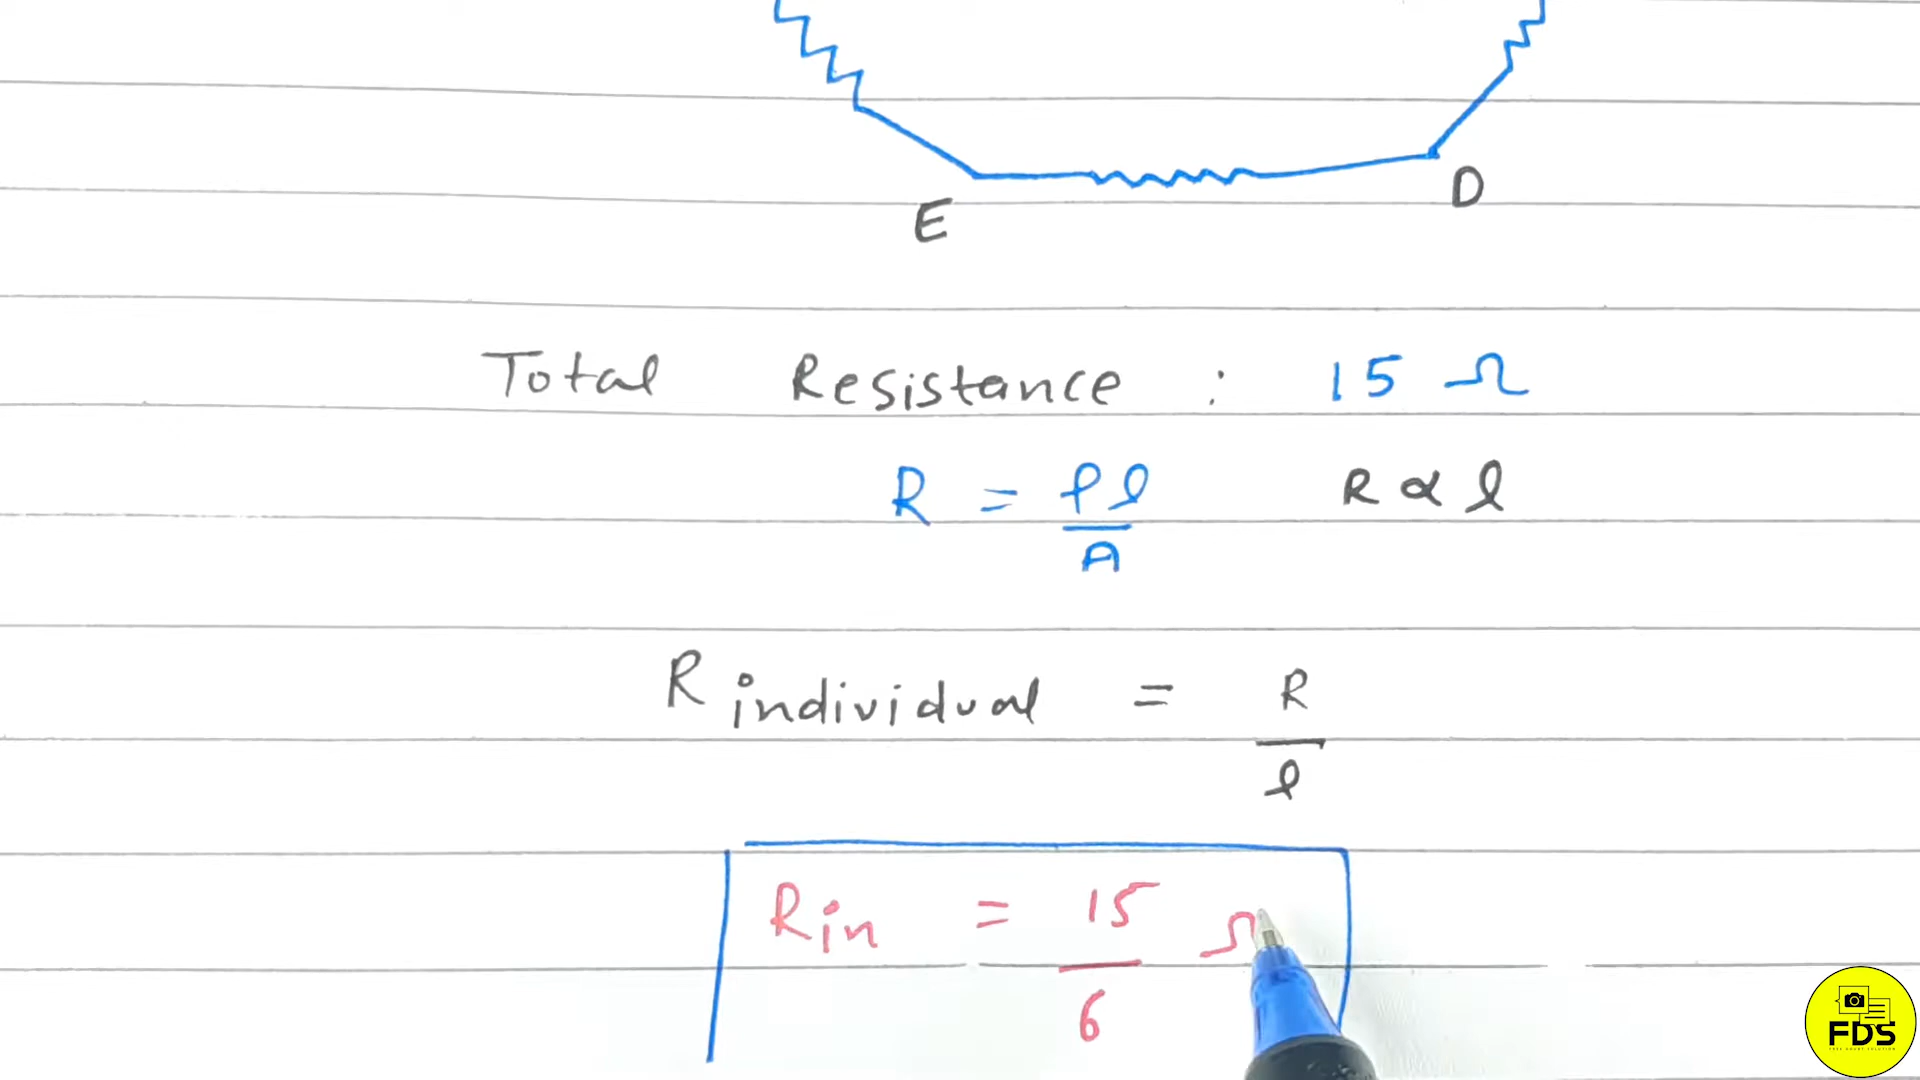 E D
Total Resistance : 15 Ω
R = ρl/A R ∝ l
R individual = R/l
Rin = 15/6 Ω
FDS